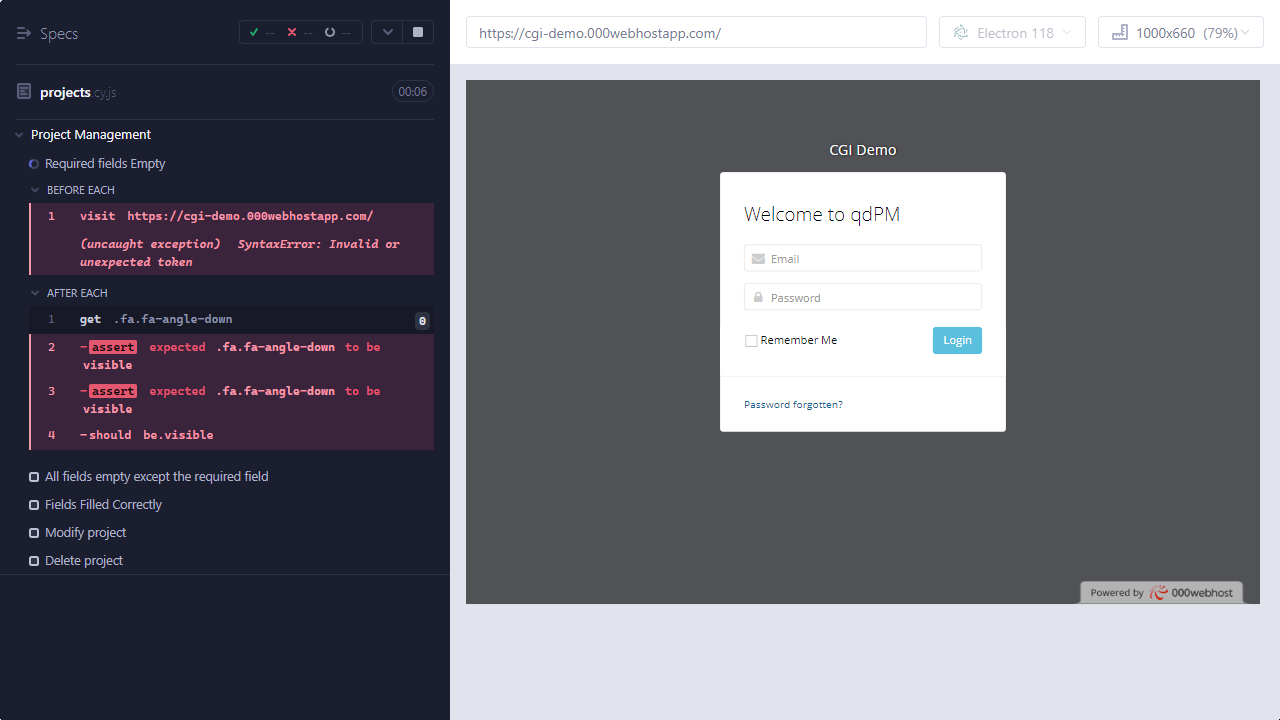 Specs
--
--
--
projects.cy.js
00:06
Project Management
Required fields Empty
BEFORE EACH
1 visit https://cgi-demo.000webhostapp.com/
(uncaught exception) SyntaxError: Invalid or
unexpected token
AFTER EACH
1 get .fa.fa-angle-down 0
2 -assert expected .fa.fa-angle-down to be
visible
3 -assert expected .fa.fa-angle-down to be
visible
4 -should be.visible
All fields empty except the required field
Fields Filled Correctly
Modify project
Delete project
https://cgi-demo.000webhostapp.com/
Electron 118
1000x660 (79%)
CGI Demo
Welcome to qdPM
Email
Password
Remember Me
Login
Password forgotten?
Powered by 000webhost